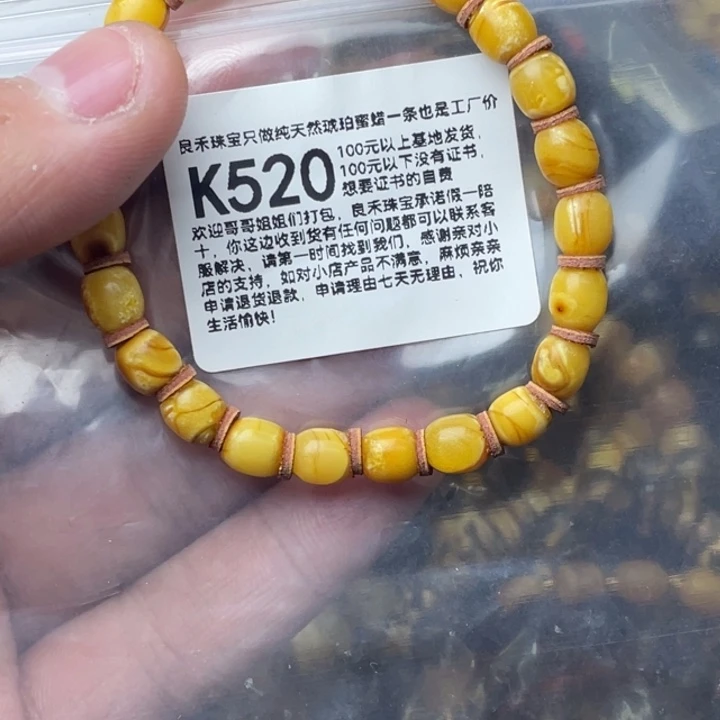 良禾珠宝只做纯天然琥珀蜜蜡一条也是工厂价
K520
100元以上基地发货，
100元以下没有证书，
想要证书的自费
欢迎哥哥姐姐们打包，良禾珠宝承诺假一陪
十，你这边收到货有任何问题都可以联系客
服解决，请第一时间找到我们，感谢亲对小
店的支持，如对小店产品不满意，麻烦亲亲
申请退货退款，申请理由七天无理由，祝你
生活愉快！